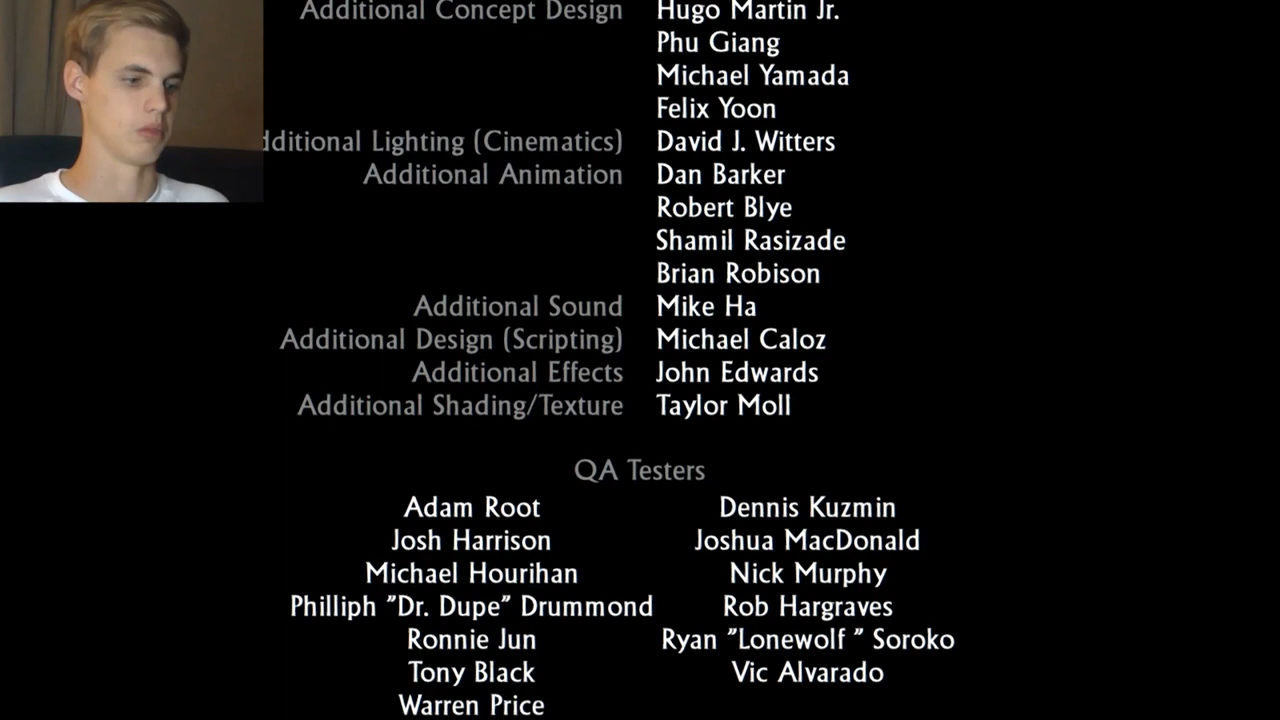 Additional Concept Design Hugo Martin Jr.
Phu Giang
Michael Yamada
Felix Yoon
dditional Lighting (Cinematics) David J. Witters
Additional Animation Dan Barker
Robert Blye
Shamil Rasizade
Brian Robison
Additional Sound Mike Ha
Additional Design (Scripting) Michael Caloz
Additional Effects John Edwards
Additional Shading/Texture Taylor Moll
QA Testers
Adam Root Dennis Kuzmin
Josh Harrison Joshua MacDonald
Michael Hourihan Nick Murphy
Philliph "Dr. Dupe" Drummond Rob Hargraves
Ronnie Jun Ryan "Lonewolf " Soroko
Tony Black Vic Alvarado
Warren Price